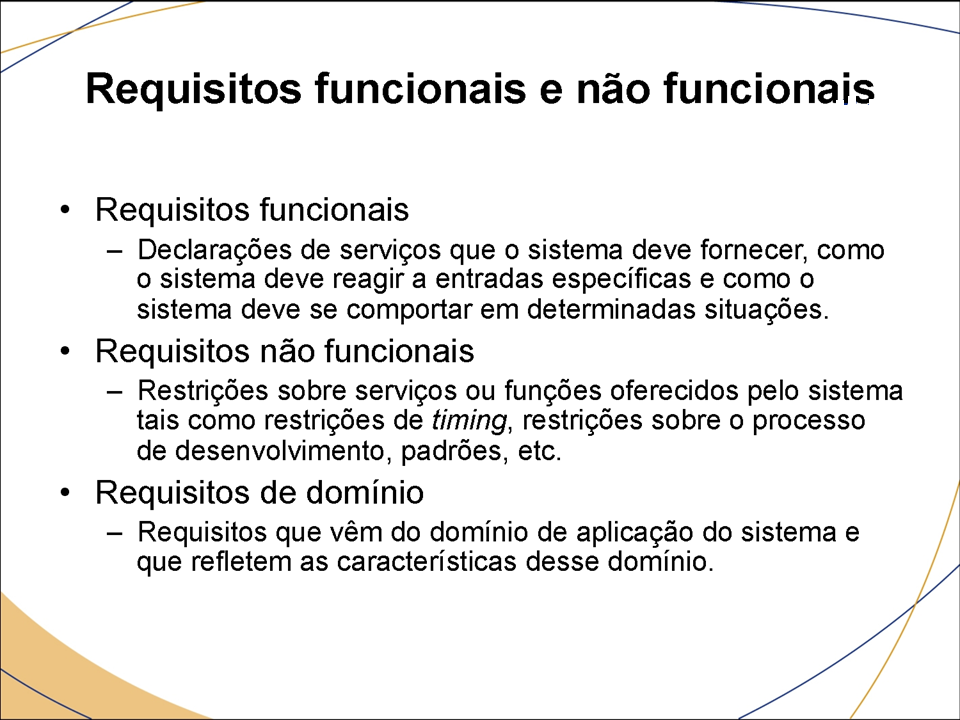 Requisitos funcionais e não funcionais
• Requisitos funcionais
– Declarações de serviços que o sistema deve fornecer, como
o sistema deve reagir a entradas específicas e como o
sistema deve se comportar em determinadas situações.
• Requisitos não funcionais
– Restrições sobre serviços ou funções oferecidos pelo sistema
tais como restrições de timing, restrições sobre o processo
de desenvolvimento, padrões, etc.
• Requisitos de domínio
– Requisitos que vêm do domínio de aplicação do sistema e
que refletem as características desse domínio.